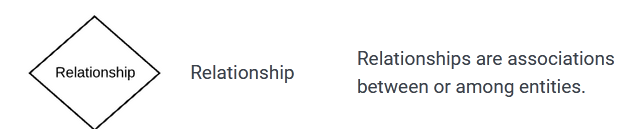 Relationship
Relationship
Relationships are associations
between or among entities.